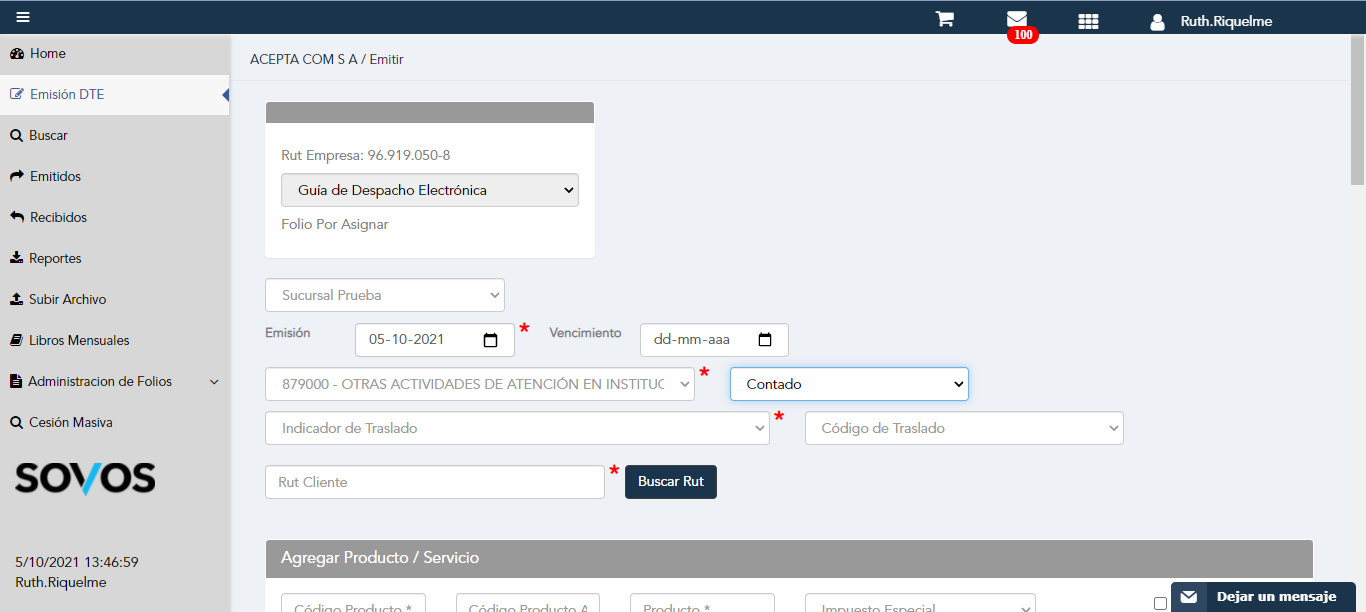 Ruth.Riquelme
100
Home
Emisión DTE
Buscar
Emitidos
Recibidos
Reportes
Subir Archivo
Libros Mensuales
Administracion de Folios
Cesión Masiva
SOVOS
5/10/2021 13:46:59
Ruth.Riquelme
ACEPTA COM S A / Emitir
Rut Empresa: 96.919.050-8
Guía de Despacho Electrónica
Folio Por Asignar
Sucursal Prueba
Emisión 05-10-2021 * Vencimiento dd-mm-aaa
879000 - OTRAS ACTIVIDADES DE ATENCIÓN EN INSTITUC * Contado
Indicador de Traslado * Código de Traslado
Rut Cliente * Buscar Rut
Agregar Producto / Servicio
Código Producto * Código Producto A Producto * Impuesto Especial
Dejar un mensaje